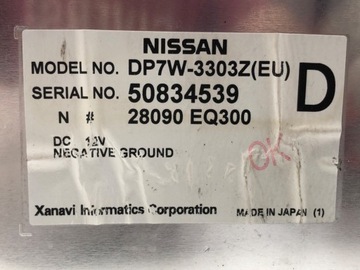 NISSAN
MODEL NO. DP7W-3303Z(EU)
SERIAL NO. 50834539
D
N # 28090 EQ300
DC 12V
NEGATIVE GROUND
OK
Xanavi Informatics Corporation MADE IN JAPAN (1)